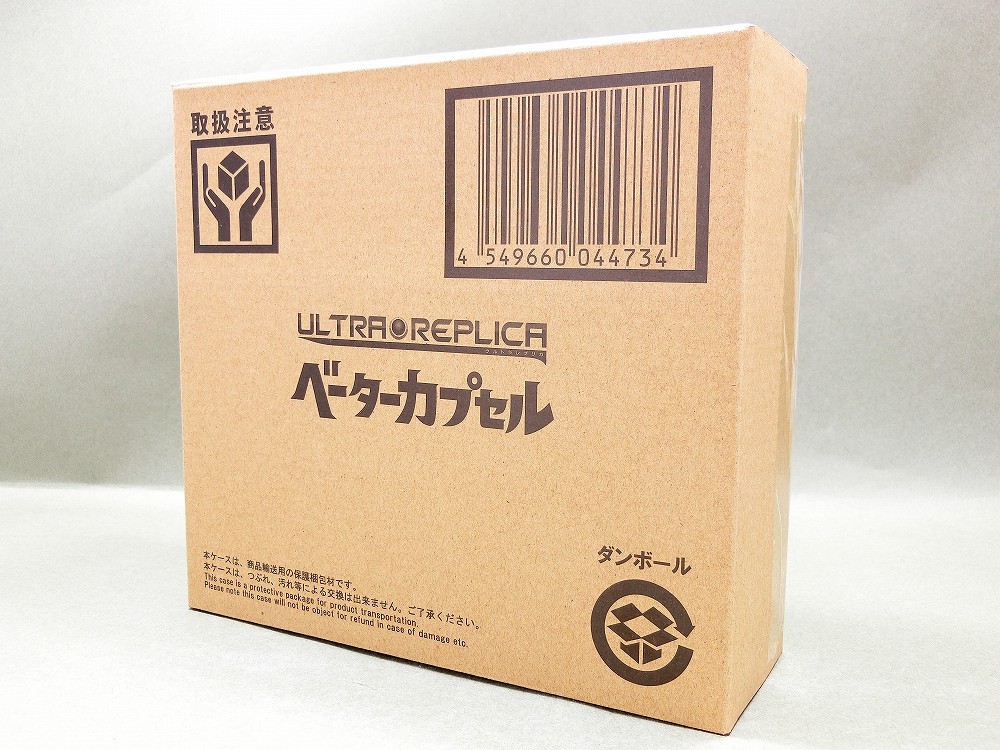 取扱注意
4 549660 044734
ULTRA REPLICA
ウルトラレプリカ
ベーターカプセル
本ケースは、商品輸送用の保護梱包材です。
本ケースは、つぶれ、汚れ等による交換は出来ません。ご了承ください。
This case is a protective package for product transportation.
Please note this case will not be object for refund in case of damage etc.
ダンボール